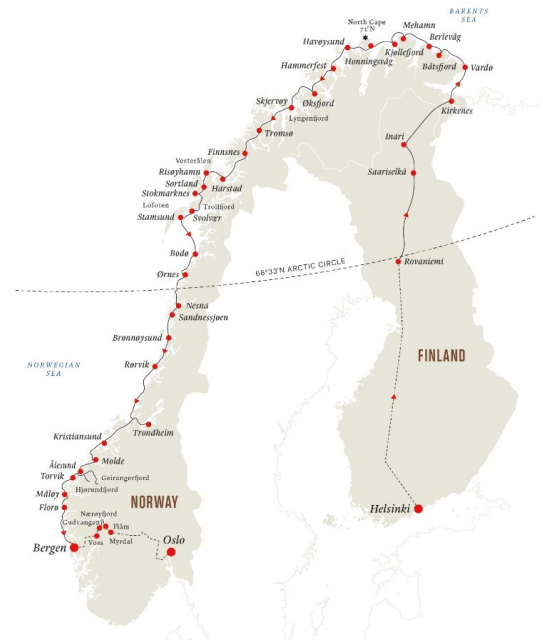 BARENTS
SEA
North Cape
71°N
Mehamn
Berlevåg
Havøysund
Kjøllefjord
Honningsvåg
Båtsfjord
Vardø
Hammerfest
Øksfjord
Skjervøy
Lyngenfjord
Kirkenes
Tromsø
Inari
Finnsnes
Vesterålen
Risøyhamn
Saariselkä
Sortland
Harstad
Stokmarknes
Lofoten
Trollfjord
Stamsund
Svolvær
Bodø
66°33'N ARCTIC CIRCLE
Rovaniemi
Ørnes
Nesna
Sandnessjøen
Brønnøysund
NORWEGIAN
SEA
Rørvik
FINLAND
Trondheim
Kristiansund
Molde
Ålesund
Torvik
Geirangerfjord
Hjørundfjord
Måløy
NORWAY
Florø
Nærøyfjord
Gudvangen
Flåm
Helsinki
Voss
Myrdal
Oslo
Bergen